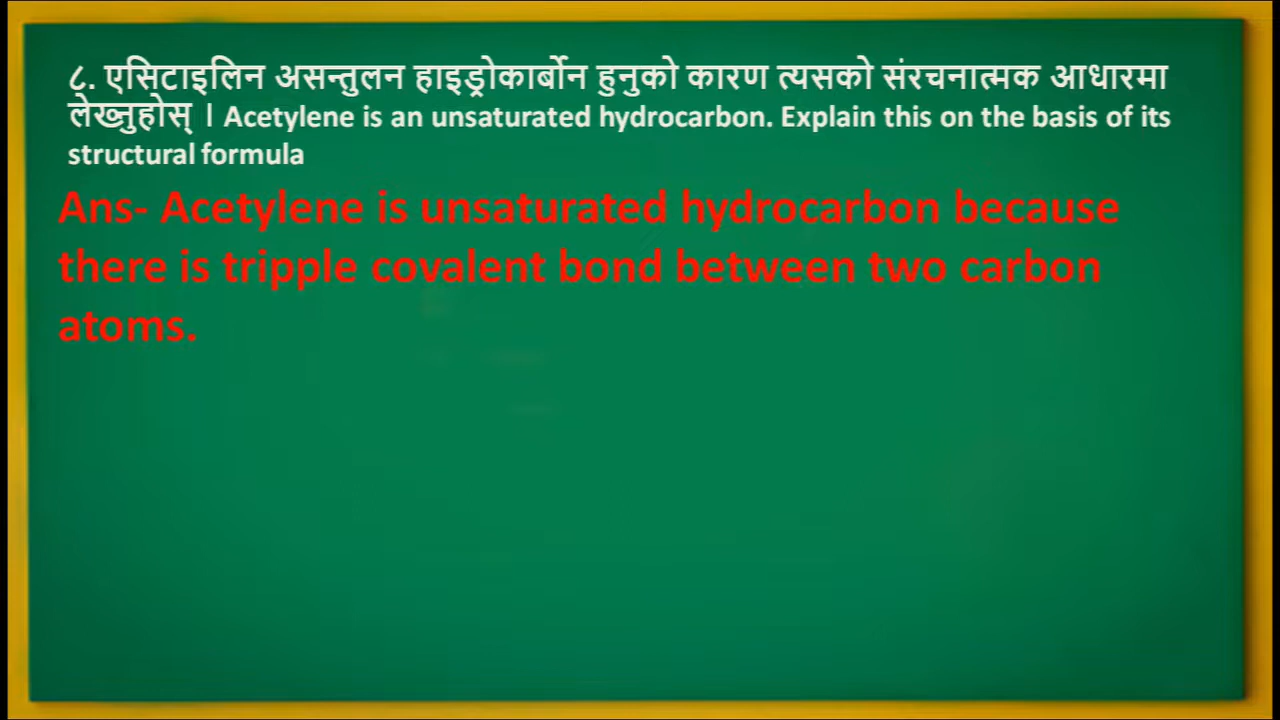 ८. एसिटाइलिन असन्तुलन हाइड्रोकार्बोन हुनुको कारण त्यसको संरचनात्मक आधारमा
लेख्नुहोस् । Acetylene is an unsaturated hydrocarbon. Explain this on the basis of its
structural formula
Ans- Acetylene is unsaturated hydrocarbon because
there is tripple covalent bond between two carbon
atoms.